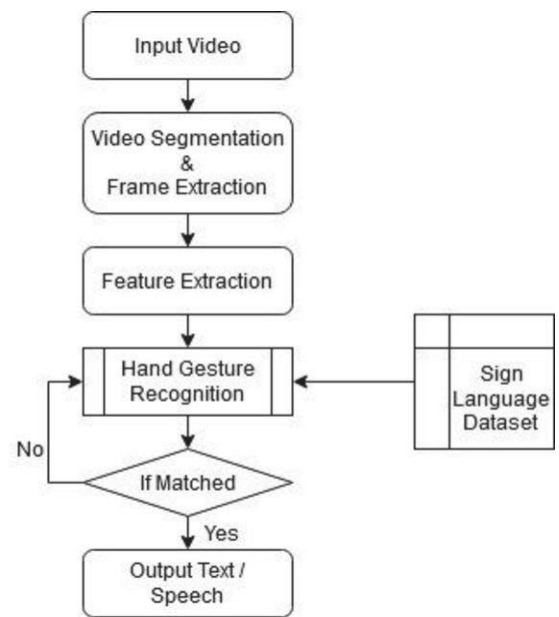 Input Video
Video Segmentation
&
Frame Extraction
Feature Extraction
Hand Gesture
Recognition
Sign
Language
Dataset
No
If Matched
Yes
Output Text /
Speech